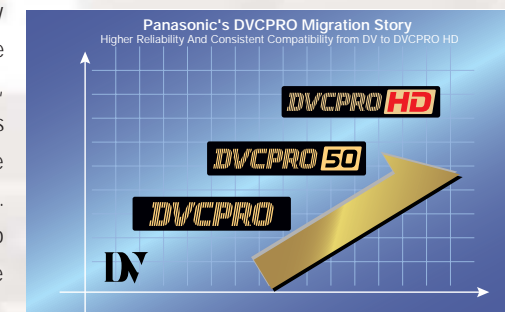 Panasonic's DVCPRO Migration Story
Higher Reliability And Consistent Compatibility from DV to DVCPRO HD
DVCPRO HD
DVCPRO 50
DVCPRO
DV